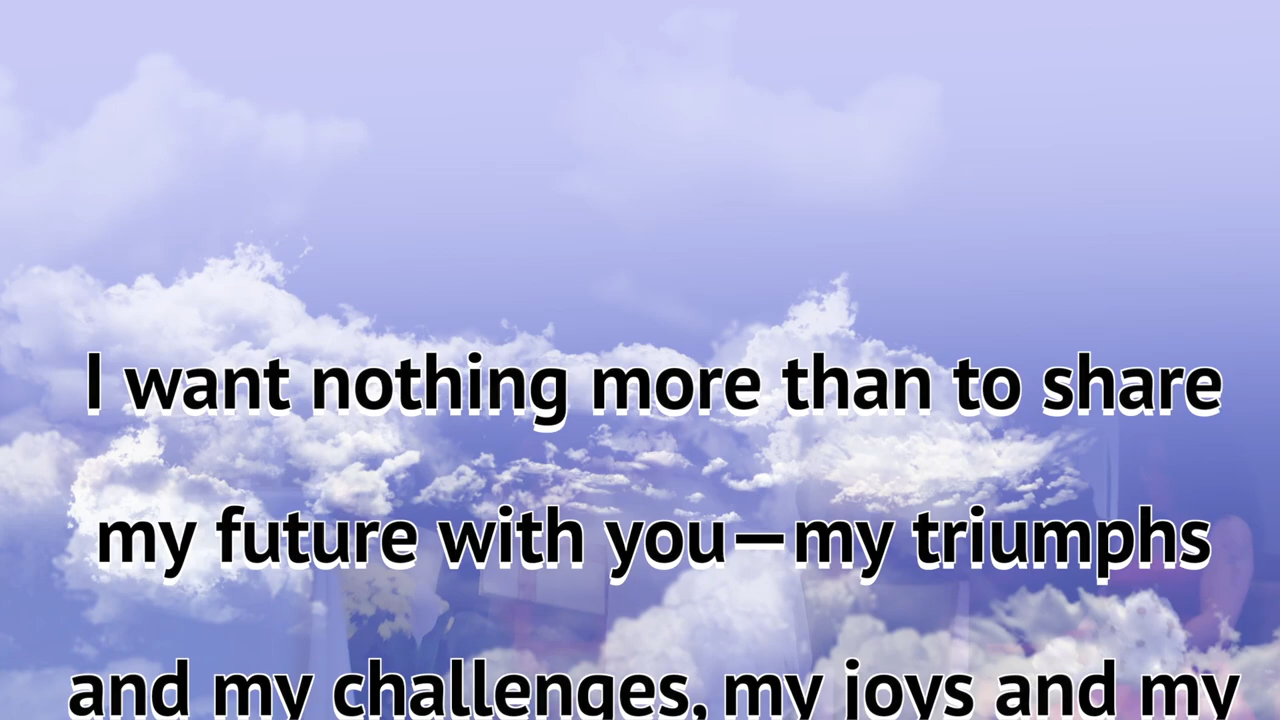 I want nothing more than to share
my future with you—my triumphs
and my challenges, my joys and my